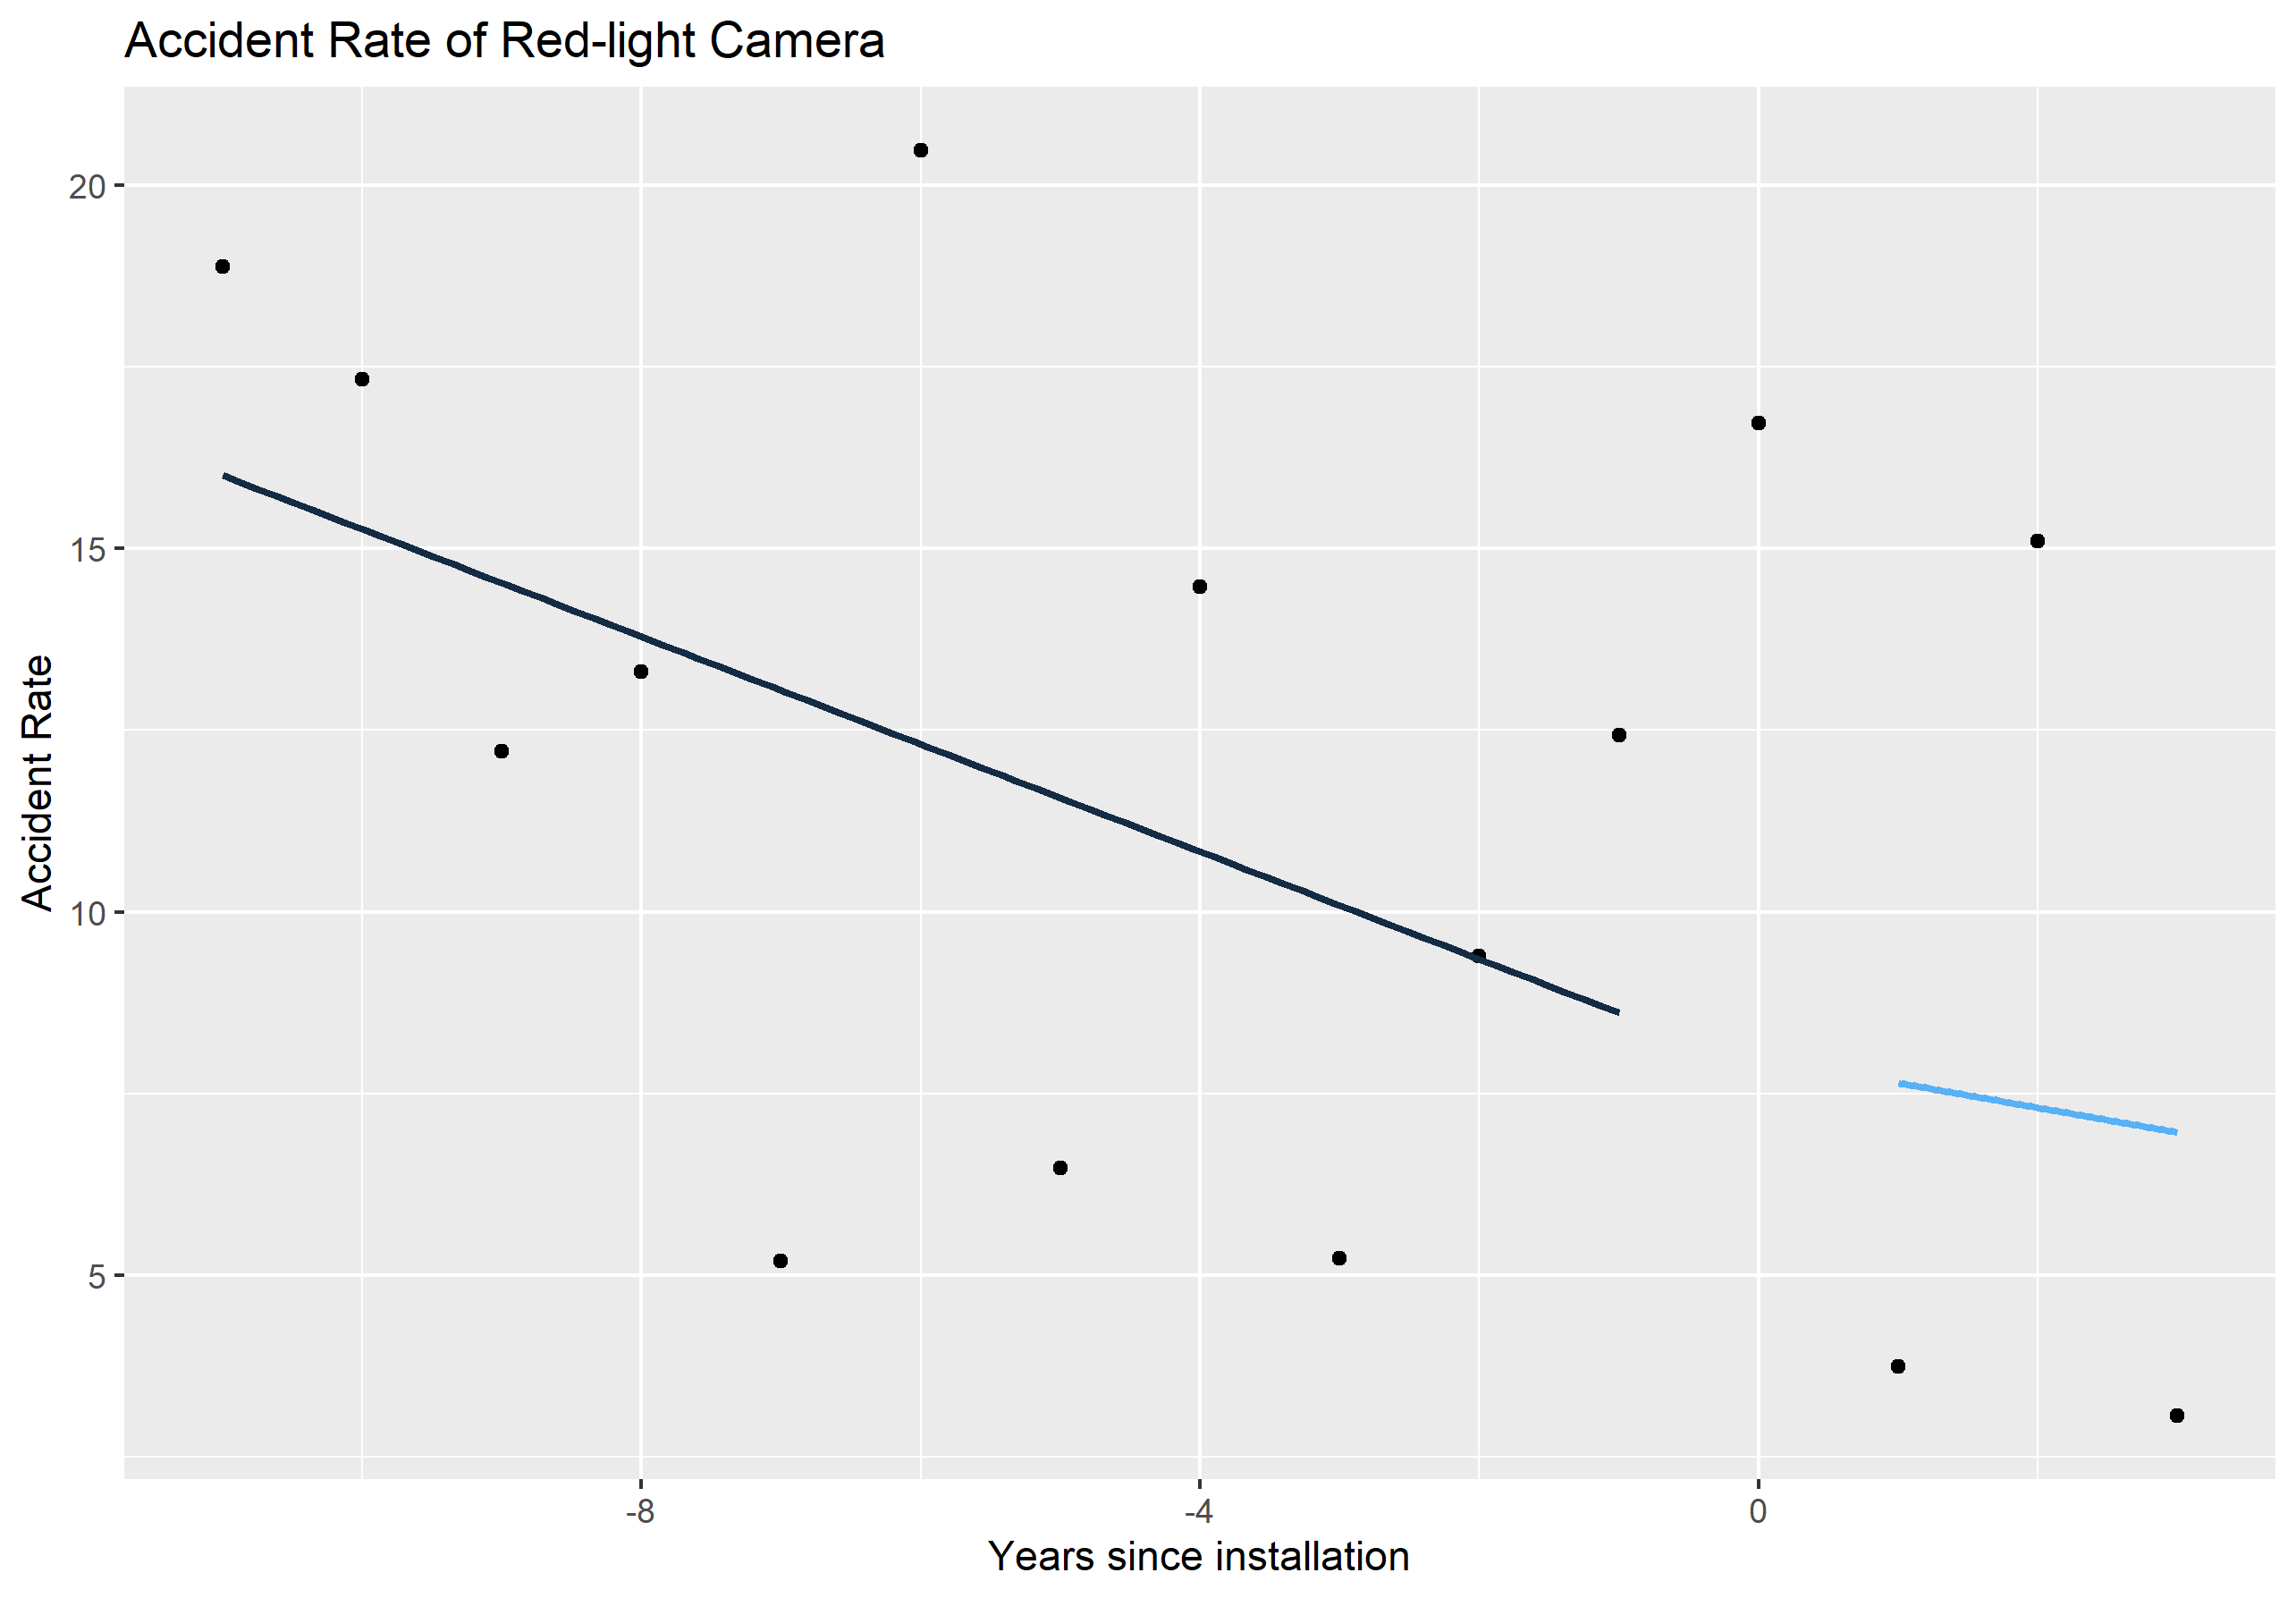 Accident Rate of Red-light Camera
20
15
10
5
Accident Rate
-8
-4
0
Years since installation